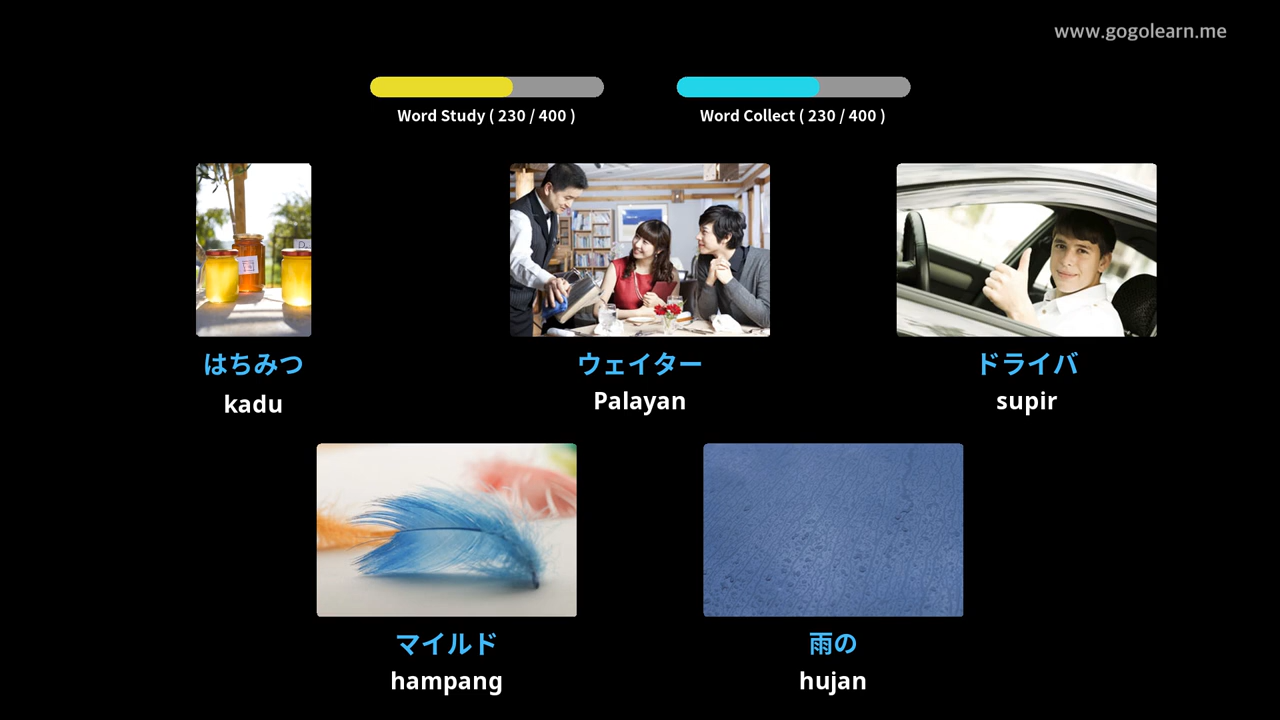 www.gogolearn.me
Word Study ( 230 / 400 )
Word Collect ( 230 / 400 )
はちみつ
kadu
ウェイター
Palayan
ドライバ
supir
マイルド
hampang
雨の
hujan